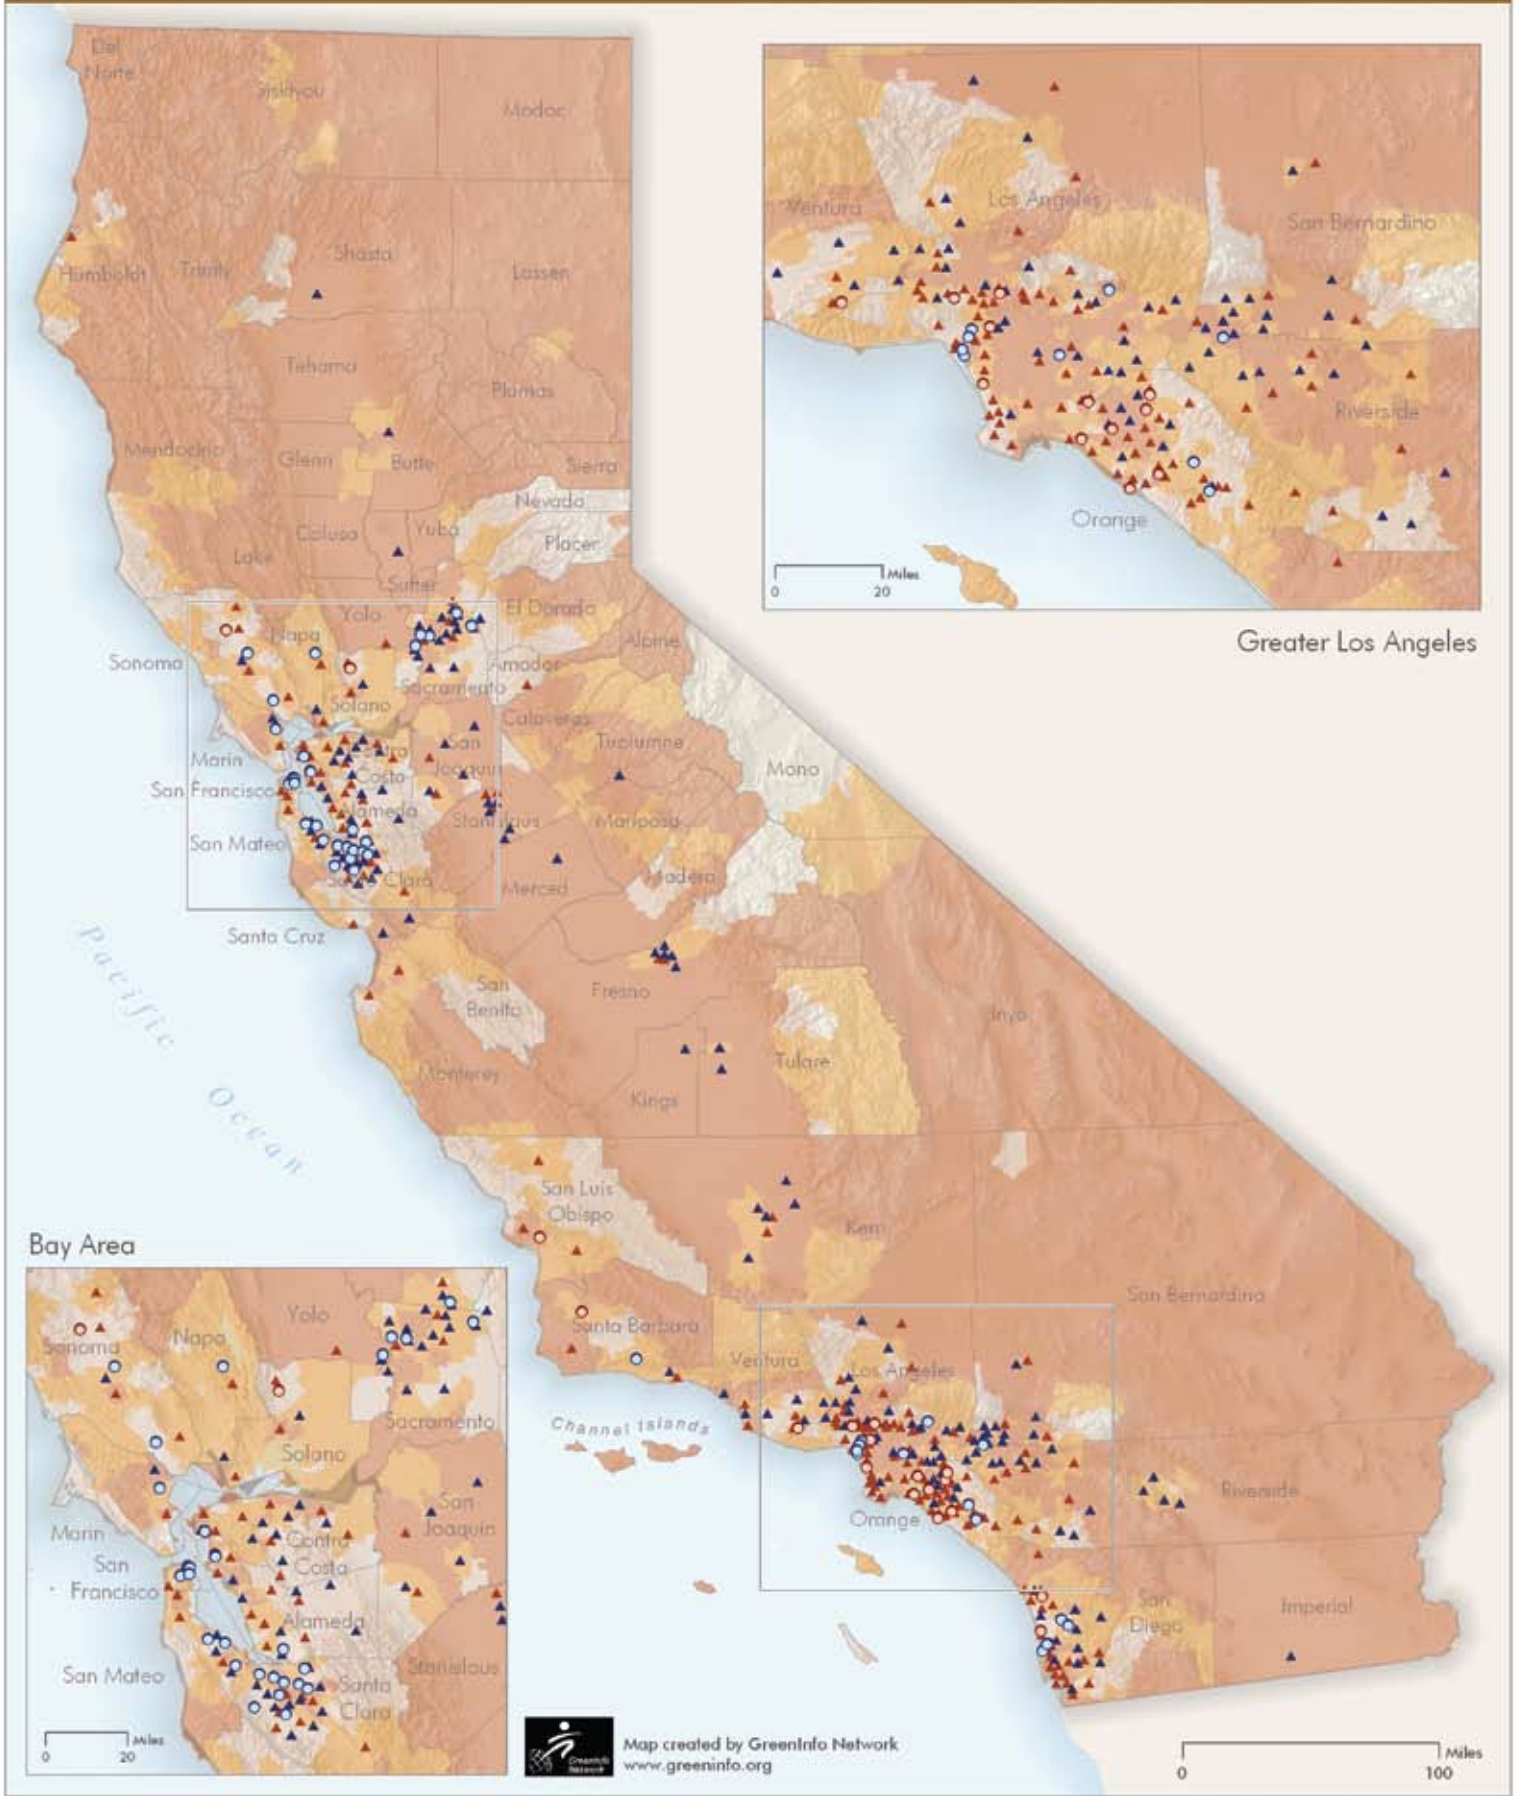 Del
Norte
Siskiyou
Modoc
Humboldt
Trinity
Shasta
Lassen
Tehama
Plumas
Mendocino
Glenn
Butte
Sierra
Nevada
Colusa
Yuba
Placer
Lake
Sutter
Yolo
El Dorado
Napa
Alpine
Sonoma
Amador
Sacramento
Solano
Calaveras
Marin
Contra
Costa
San
Joaquin
Tuolumne
Mono
San Francisco
Alameda
Stanislaus
Mariposa
San Mateo
Santa Clara
Merced
Madera
Santa Cruz
Pacific
Ocean
San
Benito
Fresno
Inyo
Monterey
Tulare
Kings
San Luis
Obispo
Kern
Santa Barbara
Ventura
Los Angeles
San Bernardino
Channel Islands
Orange
Riverside
San
Diego
Imperial
Ventura
Los Angeles
San Bernardino
Riverside
Orange
Miles
0 20
Greater Los Angeles
Bay Area
Yolo
Napa
Sonoma
Sacramento
Solano
Marin
San
Joaquin
Contra
Costa
San
Francisco
Alameda
San Mateo
Stanislaus
Santa
Clara
Miles
0 20
GreenInfo
Network
Map created by GreenInfo Network
www.greeninfo.org
Miles
0 100